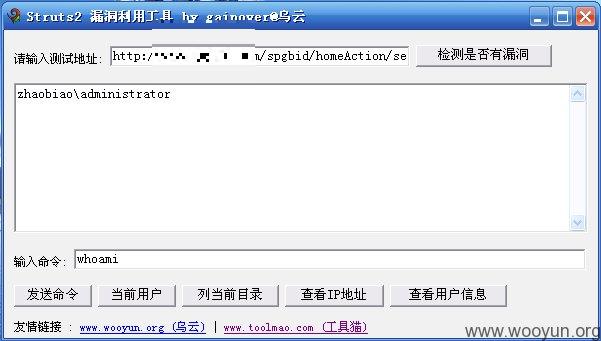 Struts2 漏洞利用工具 by gainover@乌云
请输入测试地址: http:/ m/spgbid/homeAction/se 检测是否有漏洞
zhaobiao\administrator
输入命令: whoami
发送命令 当前用户 列当前目录 查看IP地址 查看用户信息
友情链接 : www.wooyun.org (乌云) | www.toolmao.com (工具猫)
www.wooyun.org